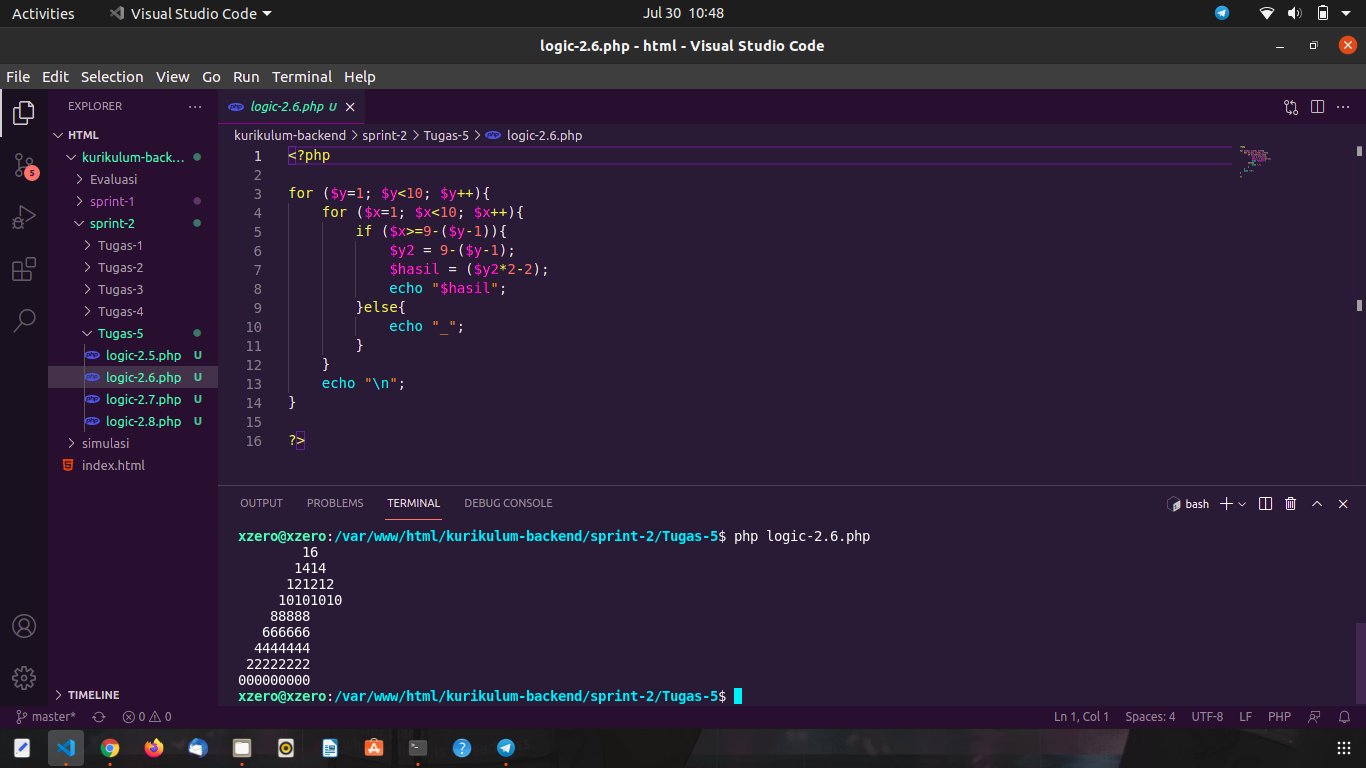 Activities
Visual Studio Code
Jul 30 10:48
logic-2.6.php - html - Visual Studio Code
File Edit Selection View Go Run Terminal Help
EXPLORER
HTML
kurikulum-back...
Evaluasi
sprint-1
sprint-2
Tugas-1
Tugas-2
Tugas-3
Tugas-4
Tugas-5
logic-2.5.php U
logic-2.6.php U
logic-2.7.php U
logic-2.8.php U
simulasi
index.html
TIMELINE
5
logic-2.6.php U
kurikulum-backend > sprint-2 > Tugas-5 > logic-2.6.php
1 <?php
2
3 for ($y=1; $y<10; $y++){
4     for ($x=1; $x<10; $x++){
5         if ($x>=9-($y-1)){
6             $y2 = 9-($y-1);
7             $hasil = ($y2*2-2);
8             echo "$hasil";
9         }else{
10             echo "_";
11         }
12     }
13     echo "\n";
14 }
15
16 ?>
OUTPUT PROBLEMS TERMINAL DEBUG CONSOLE
bash
xzero@xzero:/var/www/html/kurikulum-backend/sprint-2/Tugas-5$ php logic-2.6.php
        16
       1414
      121212
     10101010
    88888
   666666
  4444444
 22222222
000000000
xzero@xzero:/var/www/html/kurikulum-backend/sprint-2/Tugas-5$
master* 0 0
Ln 1, Col 1 Spaces: 4 UTF-8 LF PHP